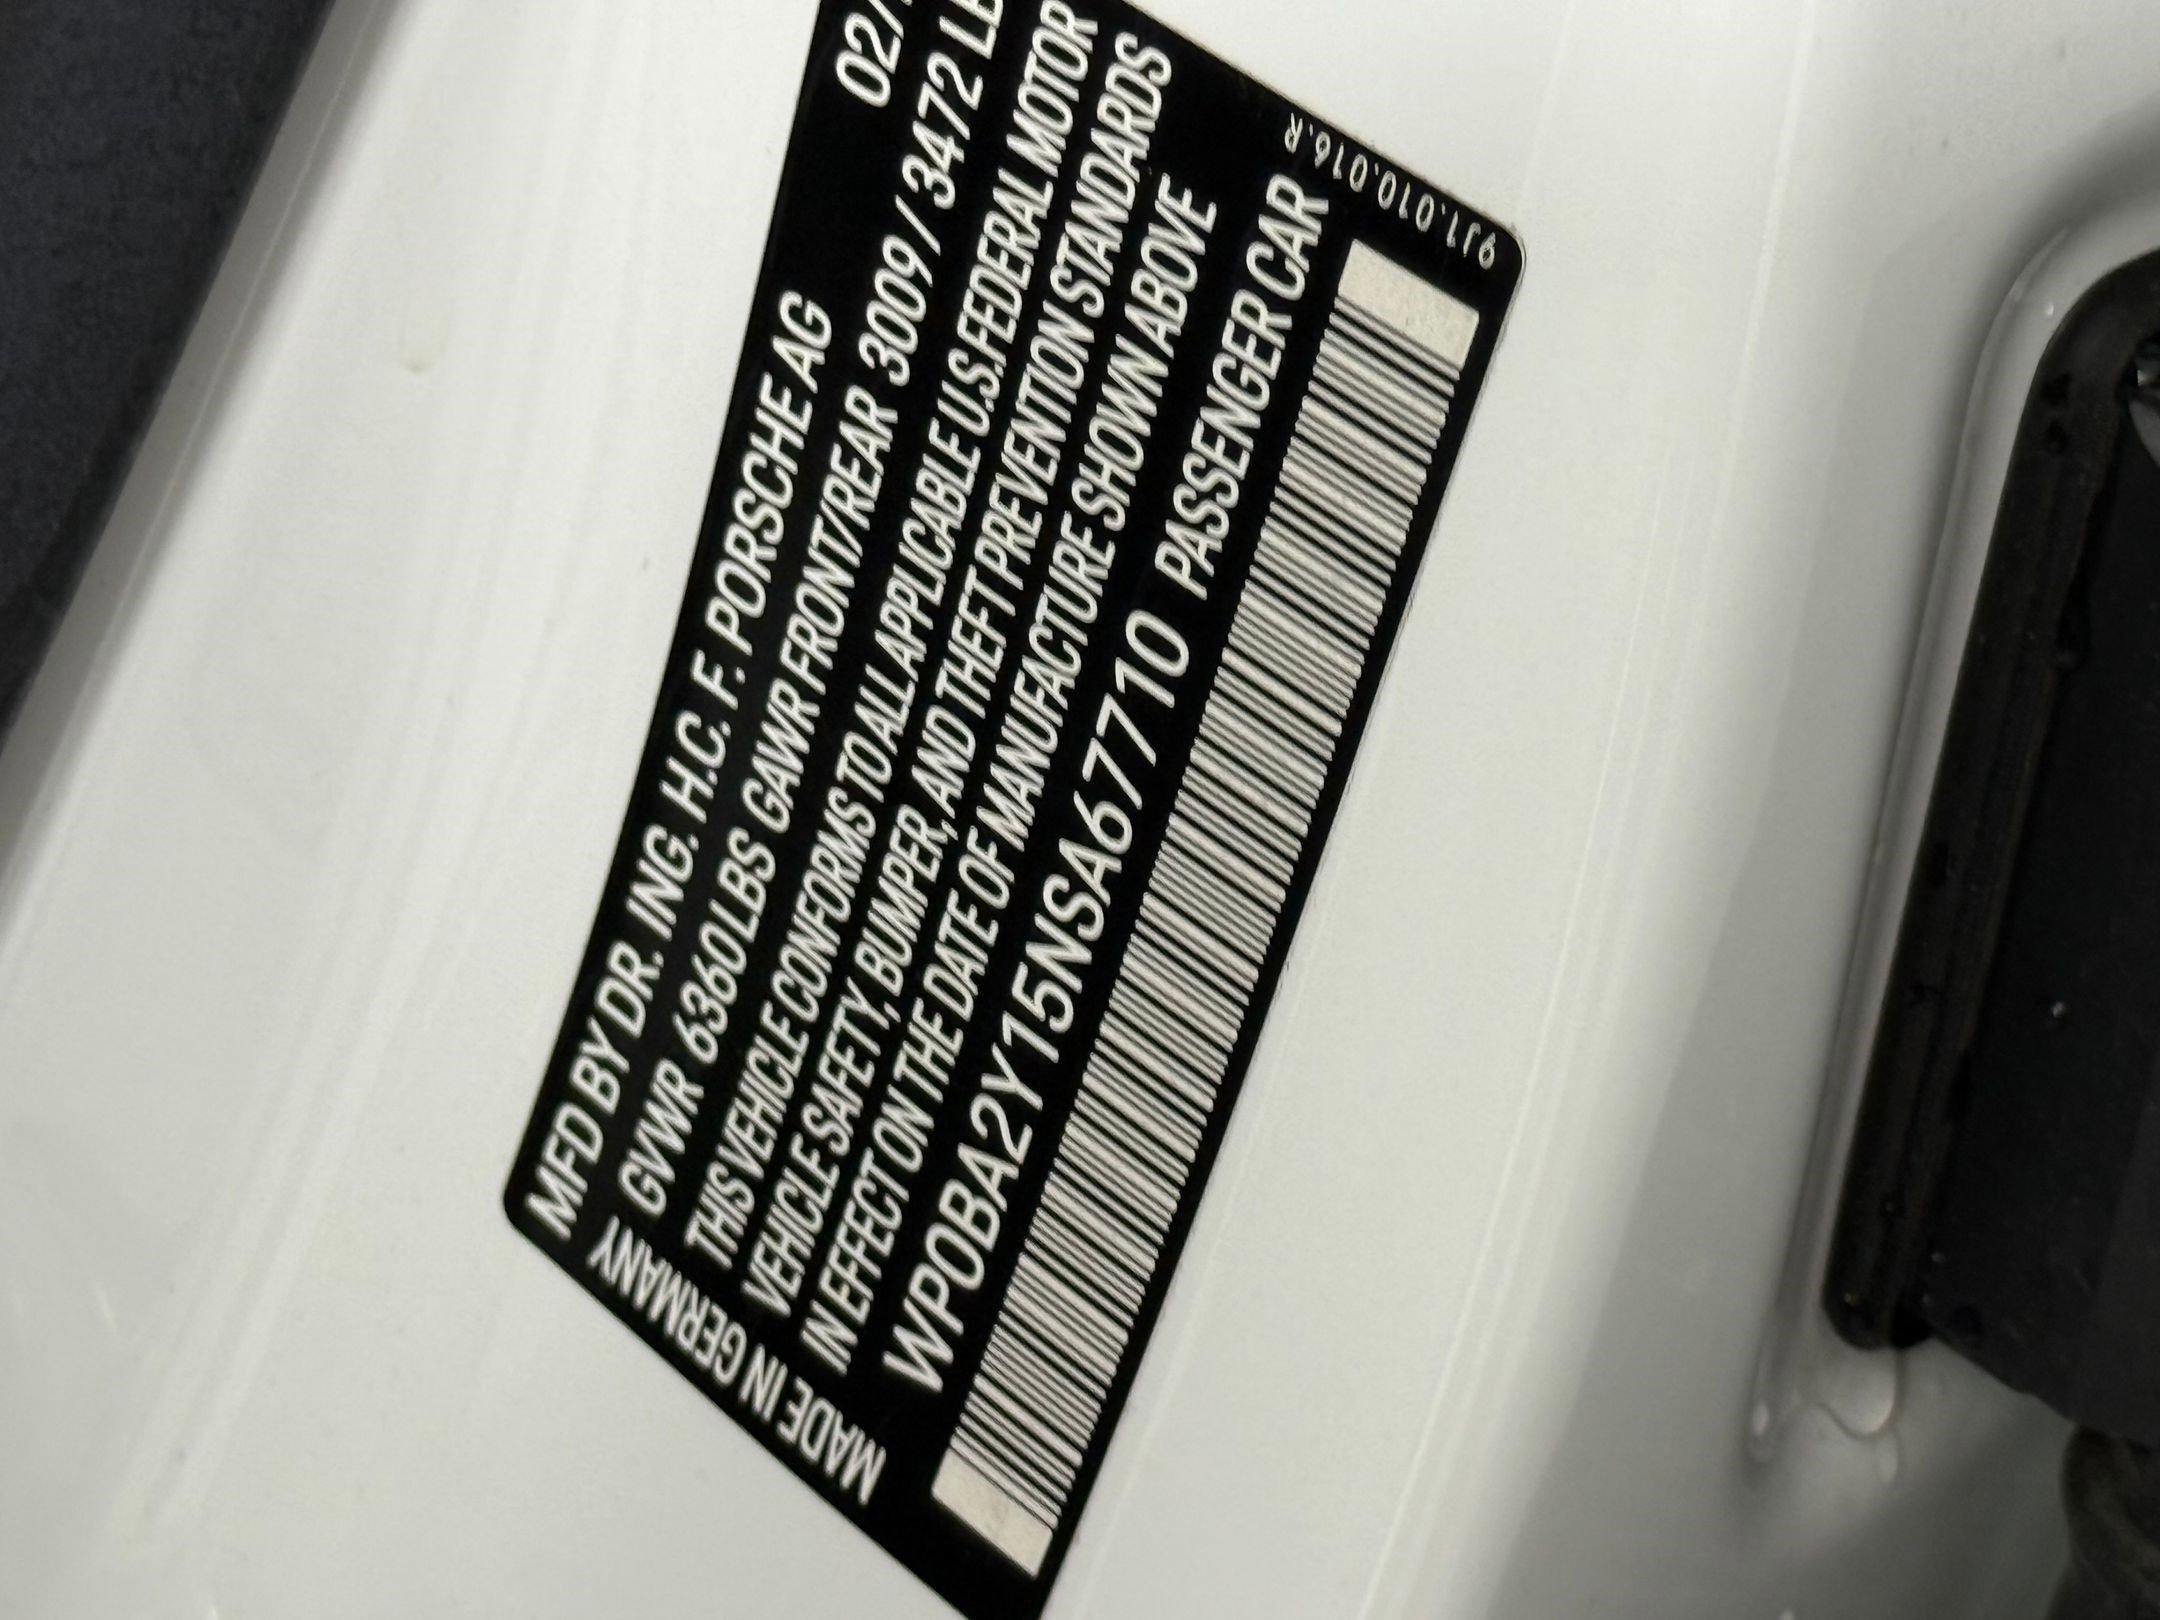 MFD BY DR. ING. H.C. F. PORSCHE AG 02/
GVWR 6360LBS GAWR FRONT/REAR 3009/3472 LB
THIS VEHICLE CONFORMS TO ALL APPLICABLE U.S. FEDERAL MOTOR
VEHICLE SAFETY, BUMPER, AND THEFT PREVENTION STANDARDS
IN EFFECT ON THE DATE OF MANUFACTURE SHOWN ABOVE
WP0BA2Y15NSA67710 PASSENGER CAR
MADE IN GERMANY
9J1.010.016.R